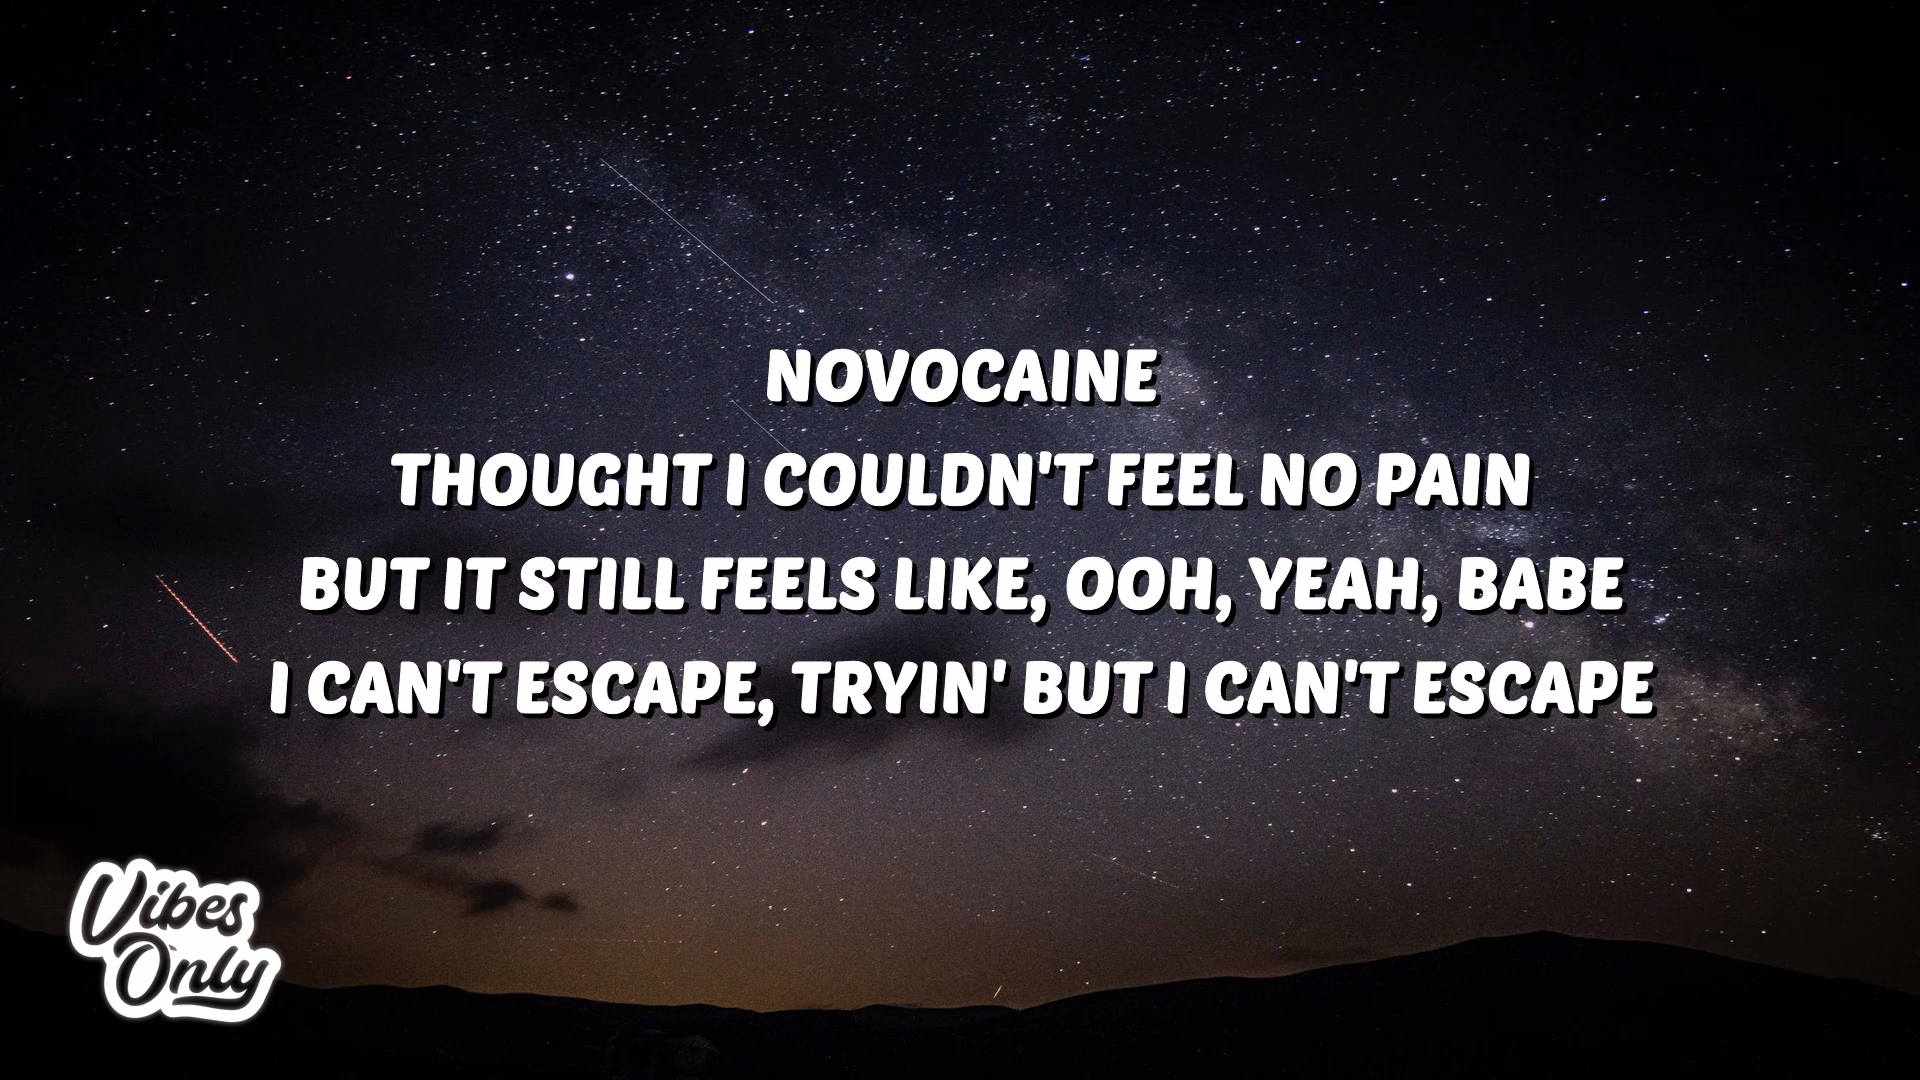 NOVOCAINE
THOUGHT I COULDN'T FEEL NO PAIN
BUT IT STILL FEELS LIKE, OOH, YEAH, BABE
I CAN'T ESCAPE, TRYIN' BUT I CAN'T ESCAPE
Vibes
Only